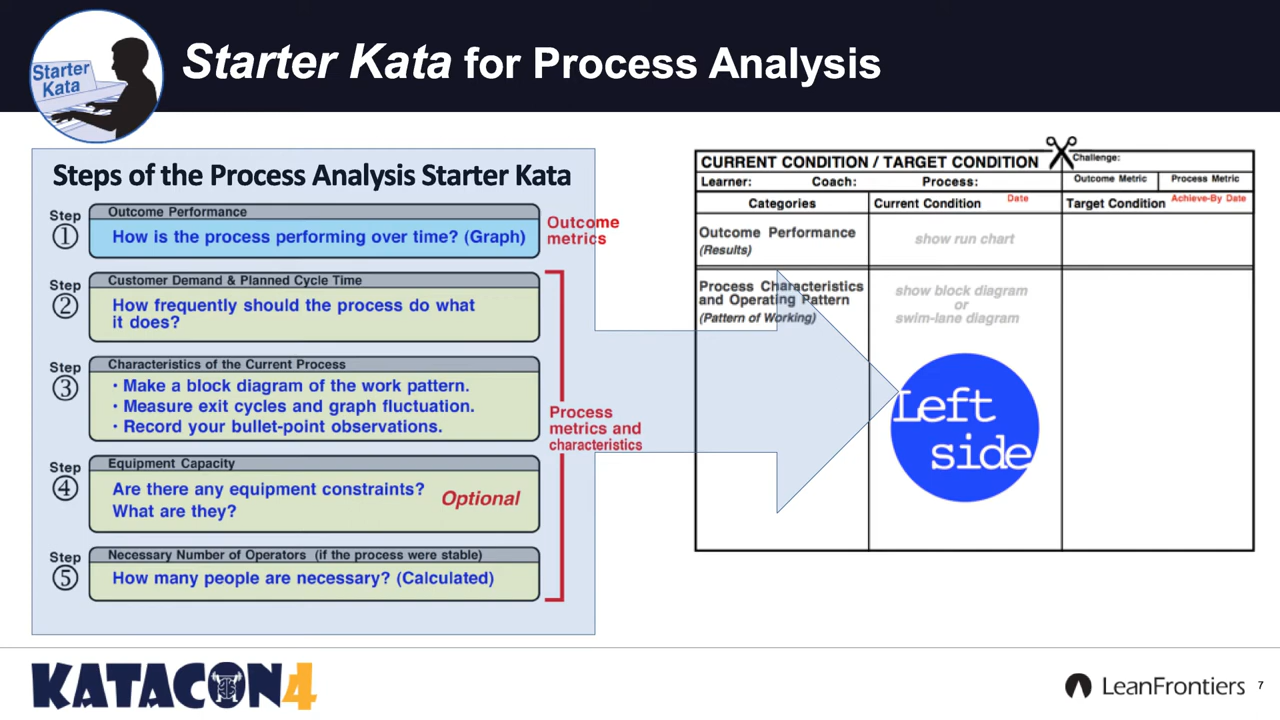 Starter
Kata
Starter Kata for Process Analysis
Steps of the Process Analysis Starter Kata
Step
①
Outcome Performance
How is the process performing over time? (Graph)
Outcome
metrics
Step
②
Customer Demand & Planned Cycle Time
How frequently should the process do what
it does?
Step
③
Characteristics of the Current Process
• Make a block diagram of the work pattern.
• Measure exit cycles and graph fluctuation.
• Record your bullet-point observations.
Process
metrics and
characteristics
Step
④
Equipment Capacity
Are there any equipment constraints?
What are they?
Optional
Step
⑤
Necessary Number of Operators (if the process were stable)
How many people are necessary? (Calculated)
CURRENT CONDITION / TARGET CONDITION
Challenge:
Learner: Coach: Process:
Outcome Metric
Process Metric
Categories
Current Condition
Date
Target Condition
Achieve-By Date
Outcome Performance
(Results)
show run chart
Process Characteristics
and Operating Pattern
(Pattern of Working)
show block diagram
or
swim-lane diagram
Left
side
KATACON4
LeanFrontiers
7